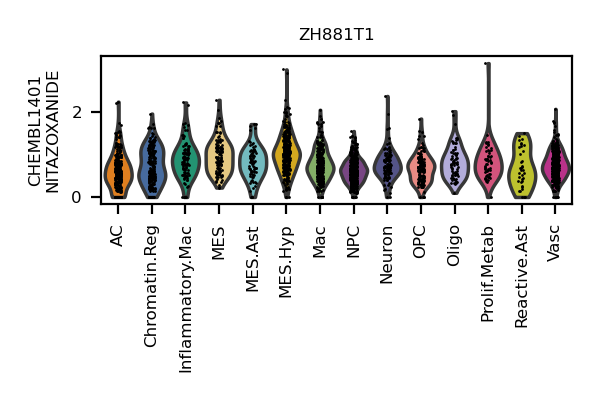 ZH881T1
CHEMBL1401
NITAZOXANIDE
2
0
AC
Chromatin.Reg
Inflammatory.Mac
MES
MES.Ast
MES.Hyp
Mac
NPC
Neuron
OPC
Oligo
Prolif.Metab
Reactive.Ast
Vasc